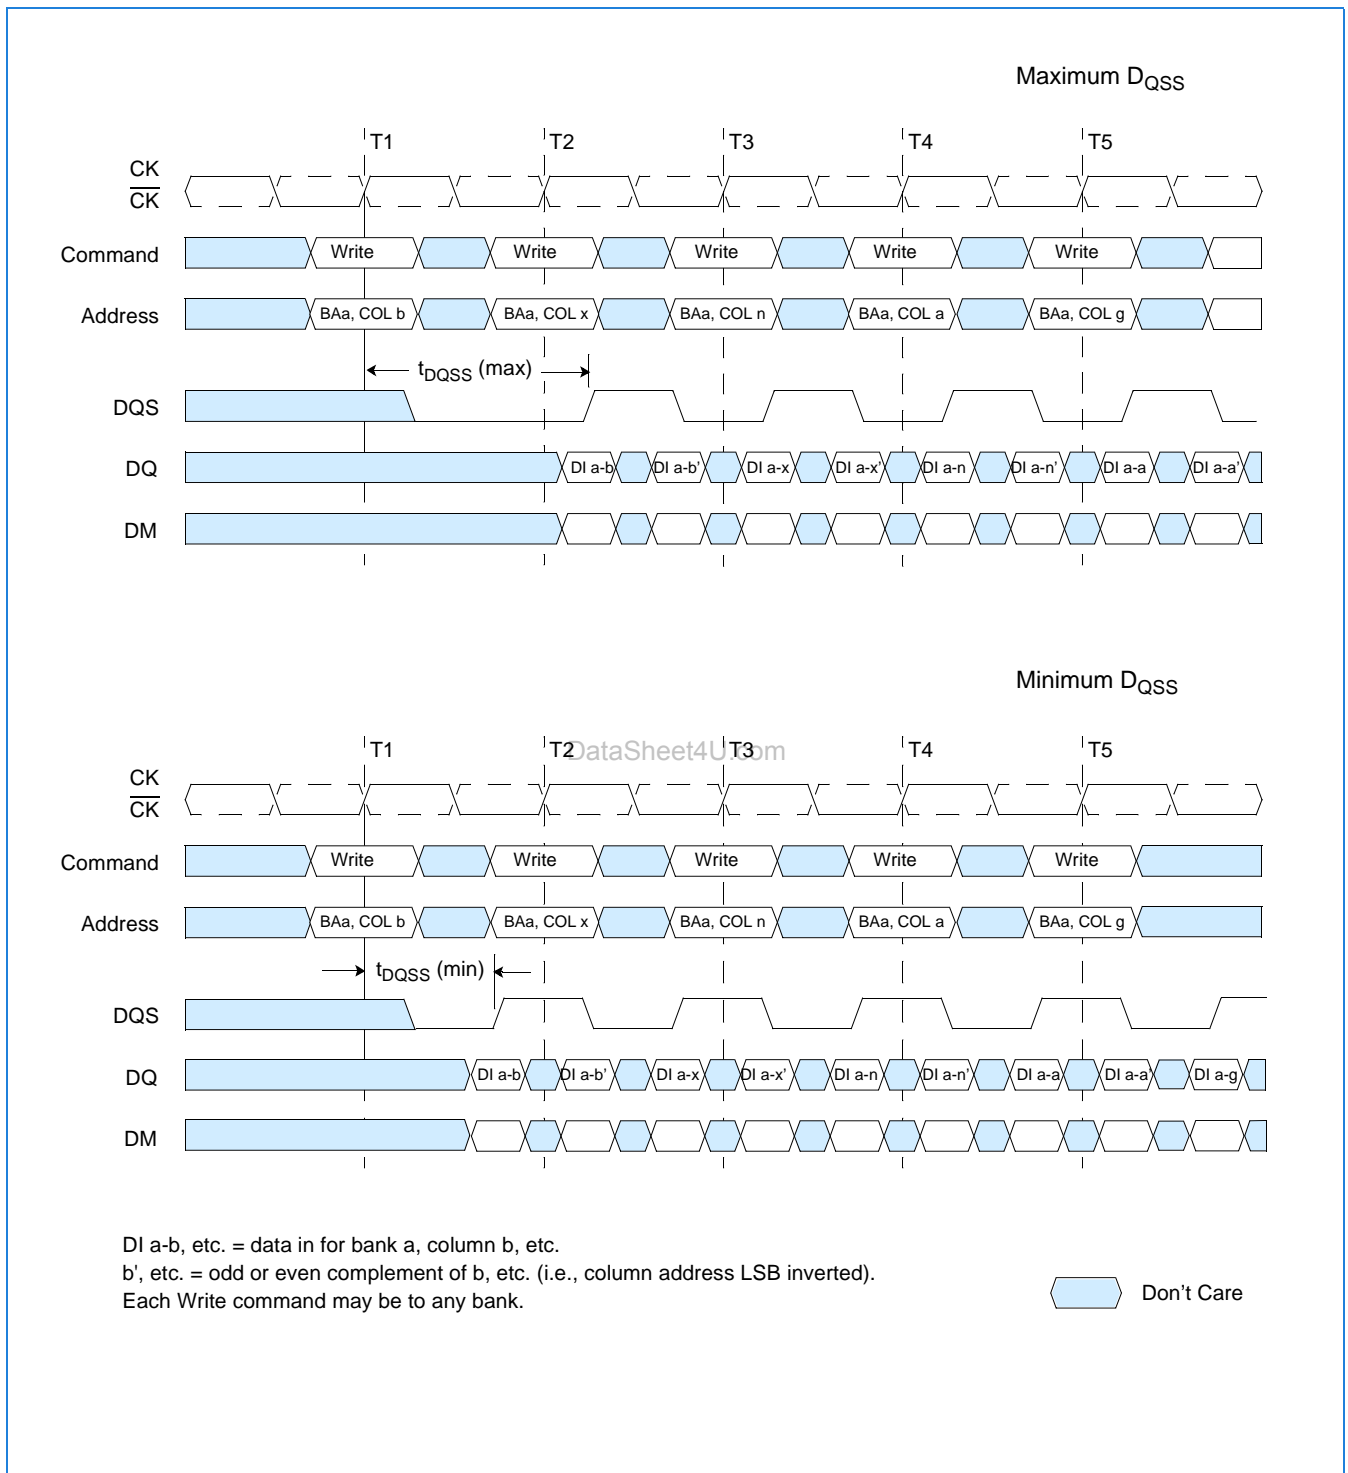 Maximum DQSS
T1 T2 T3 T4 T5
CK
CK
Command Write Write Write Write Write
Address BAa, COL b BAa, COL x BAa, COL n BAa, COL a BAa, COL g
tDQSS (max)
DQS
DQ DI a-b DI a-b' DI a-x DI a-x' DI a-n DI a-n' DI a-a DI a-a'
DM
Minimum DQSS
T1 T2 T3 T4 T5
DataSheet4U.com
CK
CK
Command Write Write Write Write Write
Address BAa, COL b BAa, COL x BAa, COL n BAa, COL a BAa, COL g
tDQSS (min)
DQS
DQ DI a-b DI a-b' DI a-x DI a-x' DI a-n DI a-n' DI a-a DI a-a' DI a-g
DM
DI a-b, etc. = data in for bank a, column b, etc.
b', etc. = odd or even complement of b, etc. (i.e., column address LSB inverted).
Each Write command may be to any bank.
Don't Care